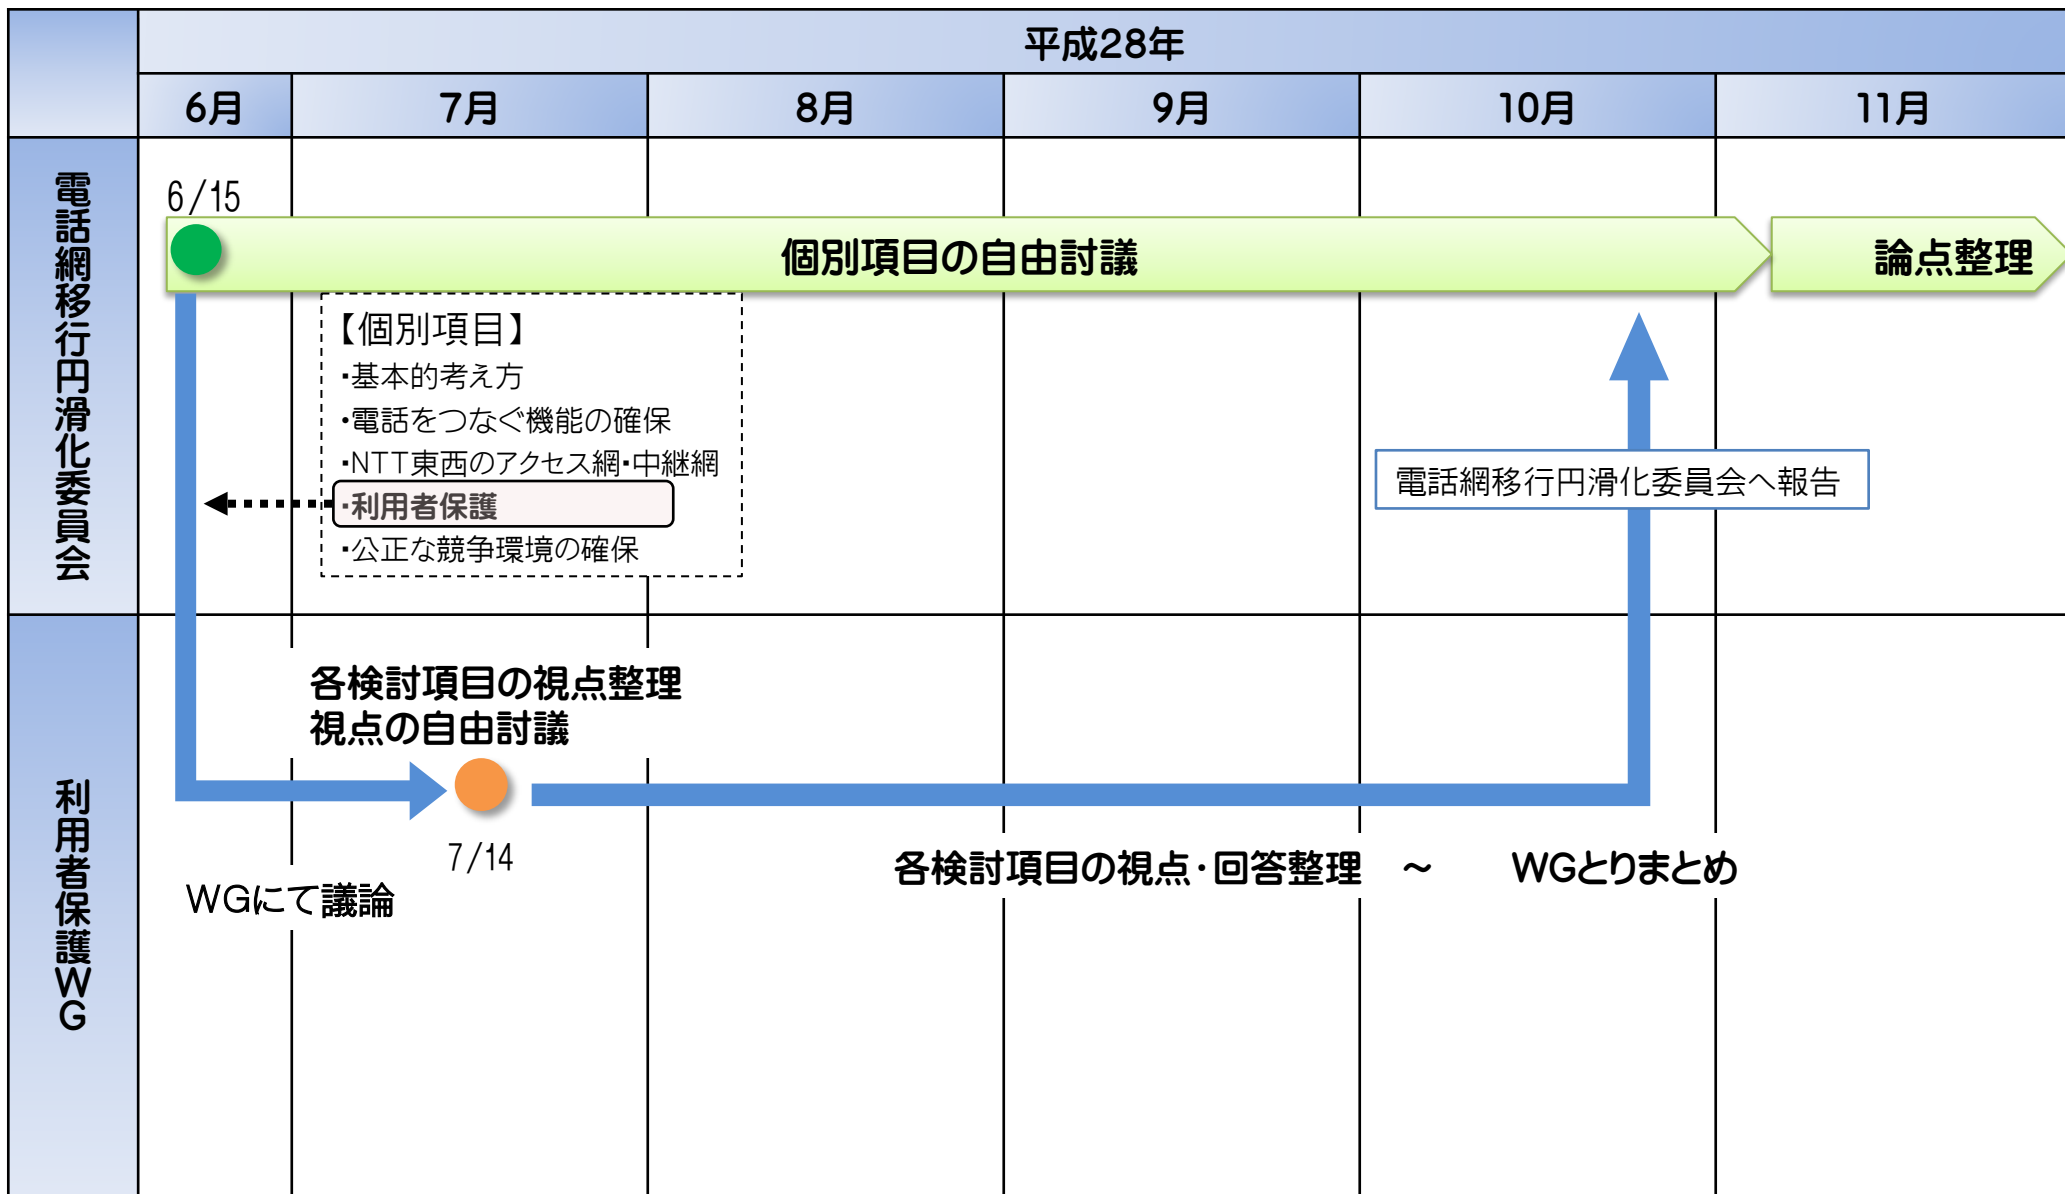 平成28年
6月
7月
8月
9月
10月
11月
電話網移行円滑化委員会
6/15
個別項目の自由討議
論点整理
【個別項目】
・基本的考え方
・電話をつなぐ機能の確保
・NTT東西のアクセス網・中継網
・利用者保護
・公正な競争環境の確保
電話網移行円滑化委員会へ報告
利用者保護WG
各検討項目の視点整理
視点の自由討議
7/14
WGにて議論
各検討項目の視点・回答整理　～　WGとりまとめ